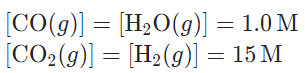 [CO(g)] = [H₂O(g)] = 1.0 M
[CO₂(g)] = [H₂(g)] = 15 M